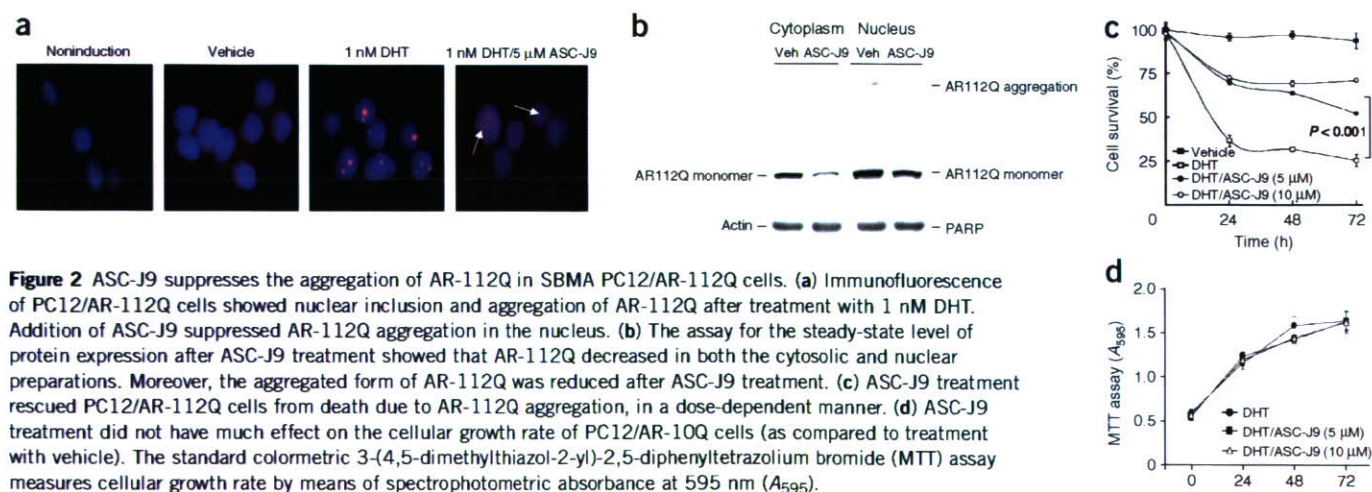 a
Noninduction
Vehicle
1 nM DHT
1 nM DHT/5 µM ASC-J9
b
Cytoplasm Nucleus
Veh ASC-J9 Veh ASC-J9
– AR112Q aggregation
AR112Q monomer –
– AR112Q monomer
Actin –
– PARP
c
Cell survival (%)
100
75
50
25
0
24
48
72
Time (h)
P < 0.001
Vehicle
DHT
DHT/ASC-J9 (5 µM)
DHT/ASC-J9 (10 µM)
d
MTT assay (A595)
2.0
1.5
1.0
0.5
0
0
24
48
72
DHT
DHT/ASC-J9 (5 µM)
DHT/ASC-J9 (10 µM)
Figure 2 ASC-J9 suppresses the aggregation of AR-112Q in SBMA PC12/AR-112Q cells. (a) Immunofluorescence
of PC12/AR-112Q cells showed nuclear inclusion and aggregation of AR-112Q after treatment with 1 nM DHT.
Addition of ASC-J9 suppressed AR-112Q aggregation in the nucleus. (b) The assay for the steady-state level of
protein expression after ASC-J9 treatment showed that AR-112Q decreased in both the cytosolic and nuclear
preparations. Moreover, the aggregated form of AR-112Q was reduced after ASC-J9 treatment. (c) ASC-J9 treatment
rescued PC12/AR-112Q cells from death due to AR-112Q aggregation, in a dose-dependent manner. (d) ASC-J9
treatment did not have much effect on the cellular growth rate of PC12/AR-10Q cells (as compared to treatment
with vehicle). The standard colormetric 3-(4,5-dimethylthiazol-2-yl)-2,5-diphenyltetrazolium bromide (MTT) assay
measures cellular growth rate by means of spectrophotometric absorbance at 595 nm (A595).